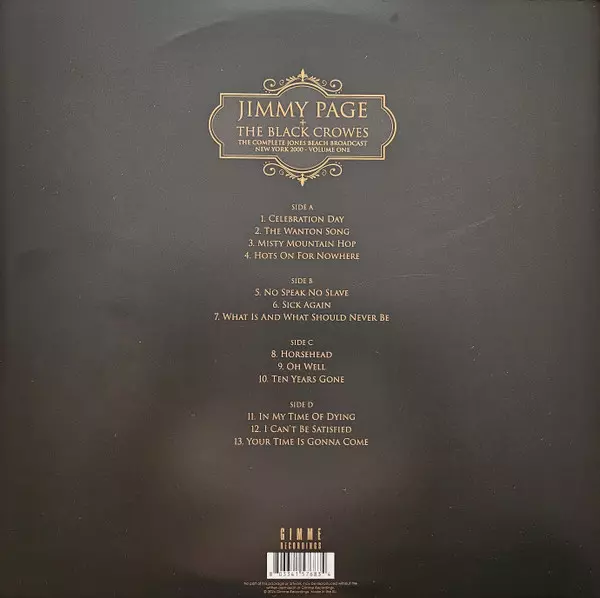 JIMMY PAGE
+
THE BLACK CROWES
THE COMPLETE JONES BEACH BROADCAST
NEW YORK 2000 - VOLUME ONE
SIDE A
1. CELEBRATION DAY
2. THE WANTON SONG
3. MISTY MOUNTAIN HOP
4. HOTS ON FOR NOWHERE
SIDE B
5. NO SPEAK NO SLAVE
6. SICK AGAIN
7. WHAT IS AND WHAT SHOULD NEVER BE
SIDE C
8. HORSEHEAD
9. OH WELL
10. TEN YEARS GONE
SIDE D
11. IN MY TIME OF DYING
12. I CAN'T BE SATISFIED
13. YOUR TIME IS GONNA COME
GIMME
RECORDINGS